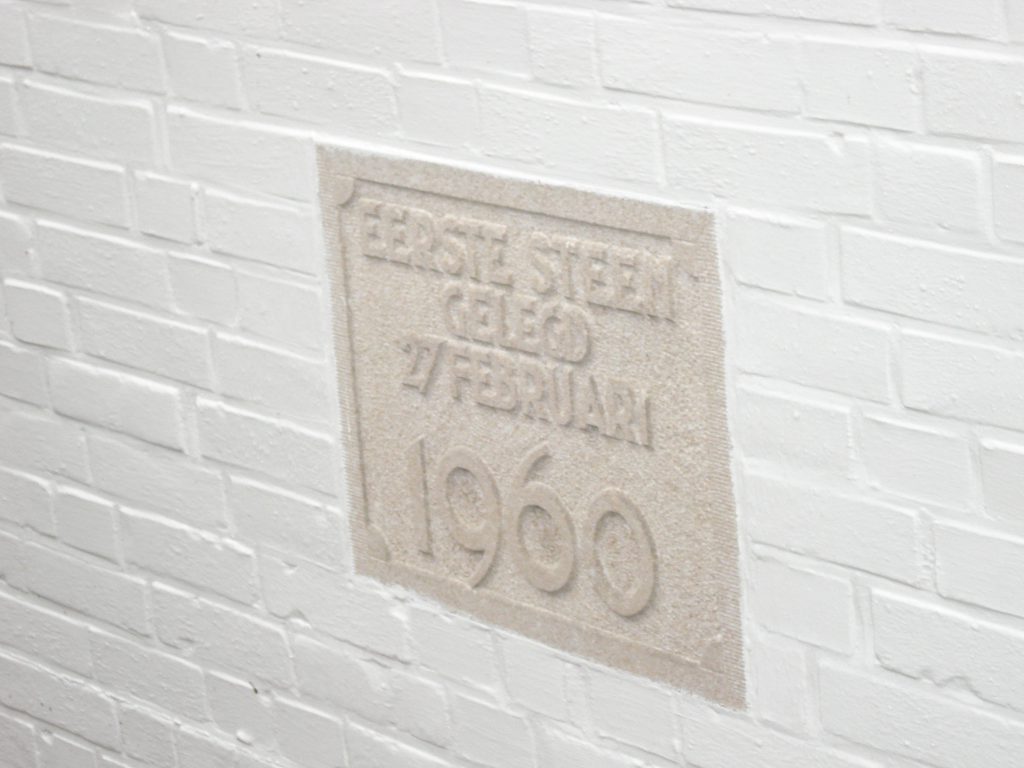 EERSTE STEEN
GELEGD
27 FEBRUARI
1960